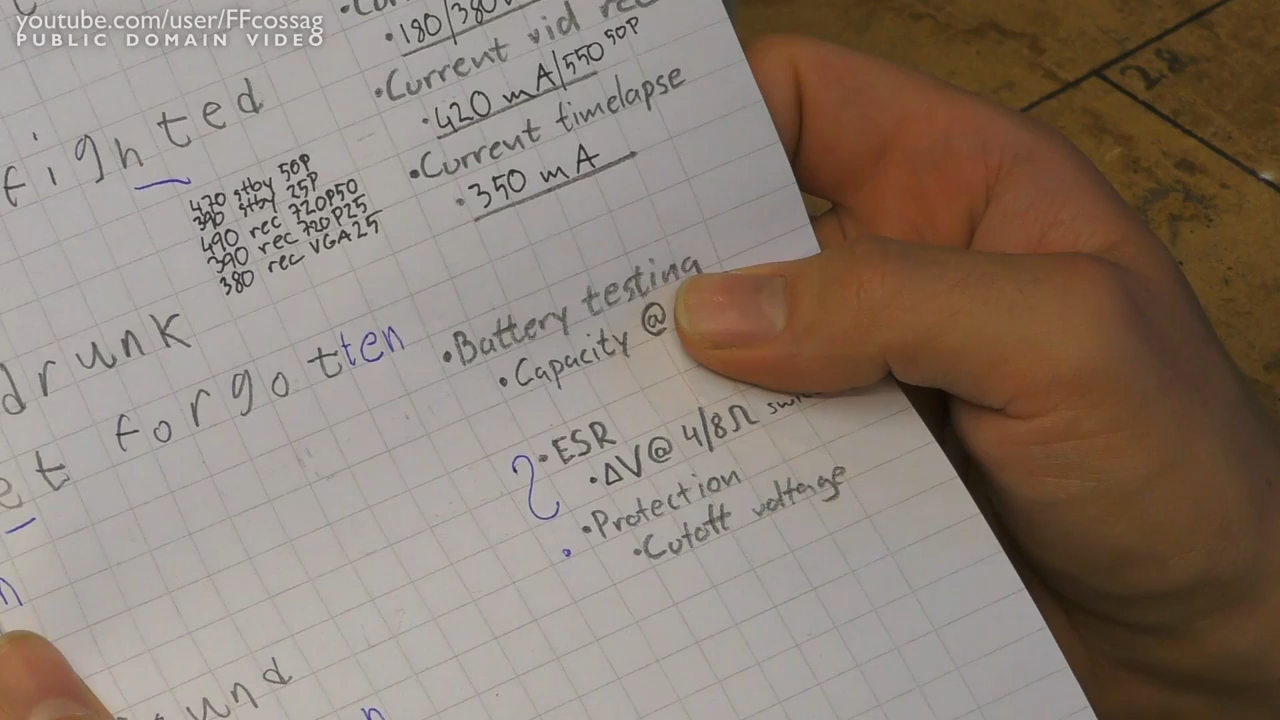 youtube.com/user/FFcossag
PUBLIC DOMAIN VIDEO
•180/380
•Current vid rec
•420 mA/550 50P
•Current timelapse
•350 mA
fighted
470 stby 50P
390 stby 25P
490 rec 720P50
390 rec 720P25
380 rec VGA25
drunk
forgotten
•Battery testing
•Capacity @
•ESR
•ΔV@ 4/8Ω
•Protection
•Cutoff voltage